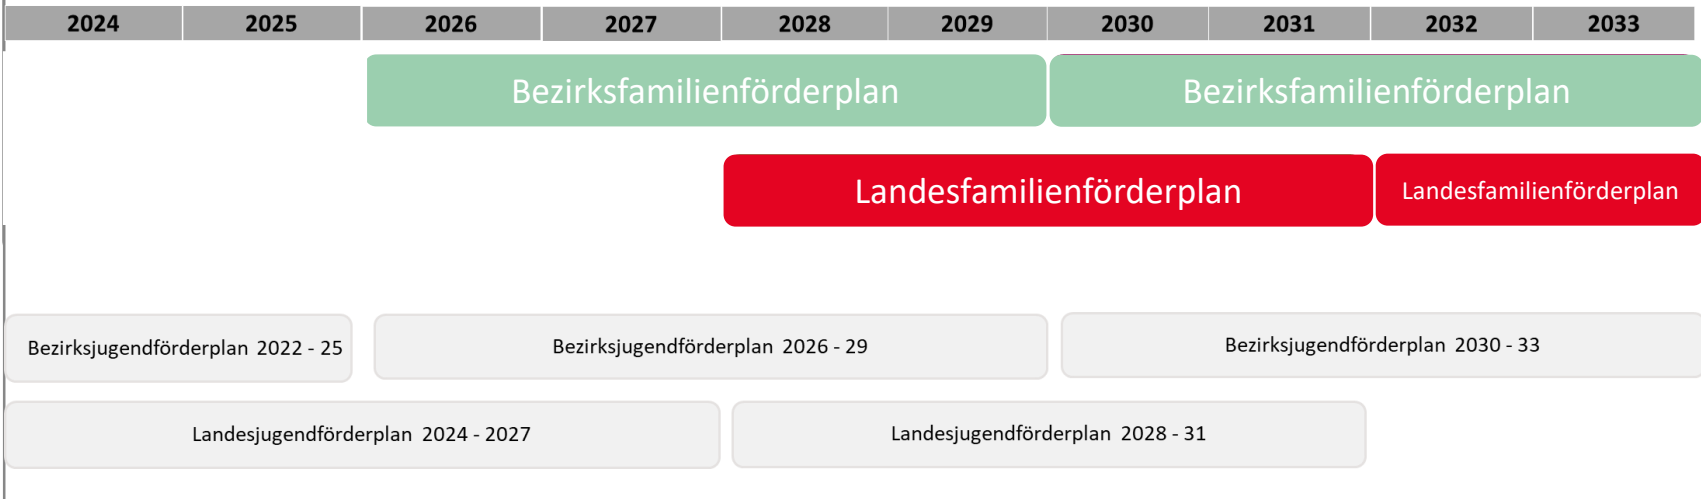 2024 2025 2026 2027 2028 2029 2030 2031 2032 2033
Bezirksfamilienförderplan Bezirksfamilienförderplan
Landesfamilienförderplan Landesfamilienförderplan
Bezirksjugendförderplan 2022 - 25 Bezirksjugendförderplan 2026 - 29 Bezirksjugendförderplan 2030 - 33
Landesjugendförderplan 2024 - 2027 Landesjugendförderplan 2028 - 31